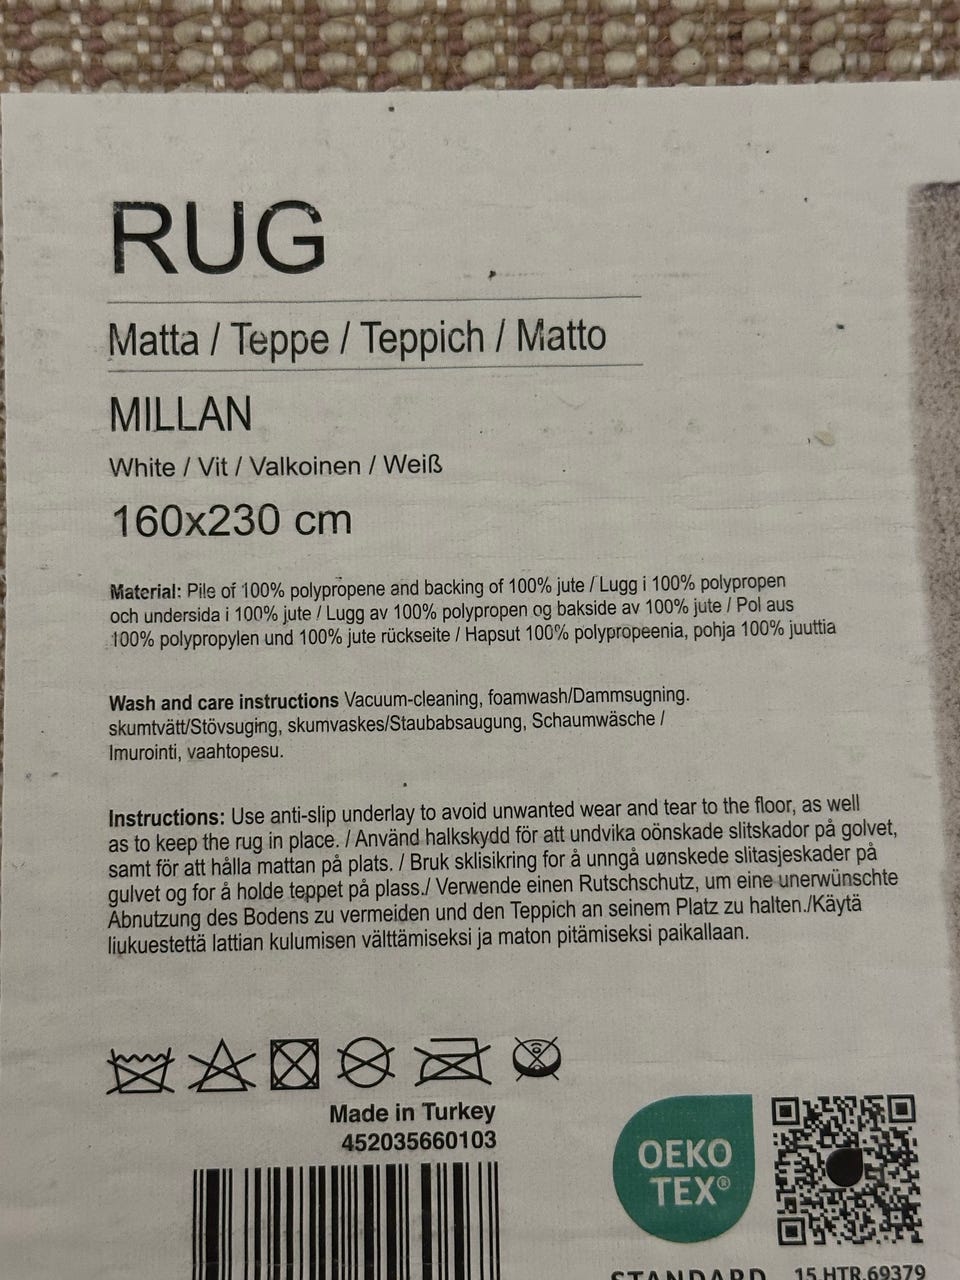 RUG
Matta / Teppe / Teppich / Matto
MILLAN
White / Vit / Valkoinen / Weiß
160x230 cm
Material: Pile of 100% polypropene and backing of 100% jute / Lugg i 100% polypropen
och undersida i 100% jute / Lugg av 100% polypropen og bakside av 100% jute / Pol aus
100% polypropylen und 100% jute rückseite / Hapsut 100% polypropeenia, pohja 100% juuttia
Wash and care instructions Vacuum-cleaning, foamwash/Dammsugning.
skumtvätt/Stövsuging, skumvaskes/Staubabsaugung, Schaumwäsche /
Imurointi, vaahtopesu.
Instructions: Use anti-slip underlay to avoid unwanted wear and tear to the floor, as well
as to keep the rug in place. / Använd halkskydd för att undvika oönskade slitskador på golvet,
samt för att hålla mattan på plats. / Bruk sklisikring for å unngå uønskede slitasjeskader på
gulvet og for å holde teppet på plass./ Verwende einen Rutschschutz, um eine unerwünschte
Abnutzung des Bodens zu vermeiden und den Teppich an seinem Platz zu halten./Käytä
liukuestettä lattian kulumisen välttämiseksi ja maton pitämiseksi paikallaan.
Made in Turkey
452035660103
OEKO
TEX®
STANDARD
15.HTR.69379